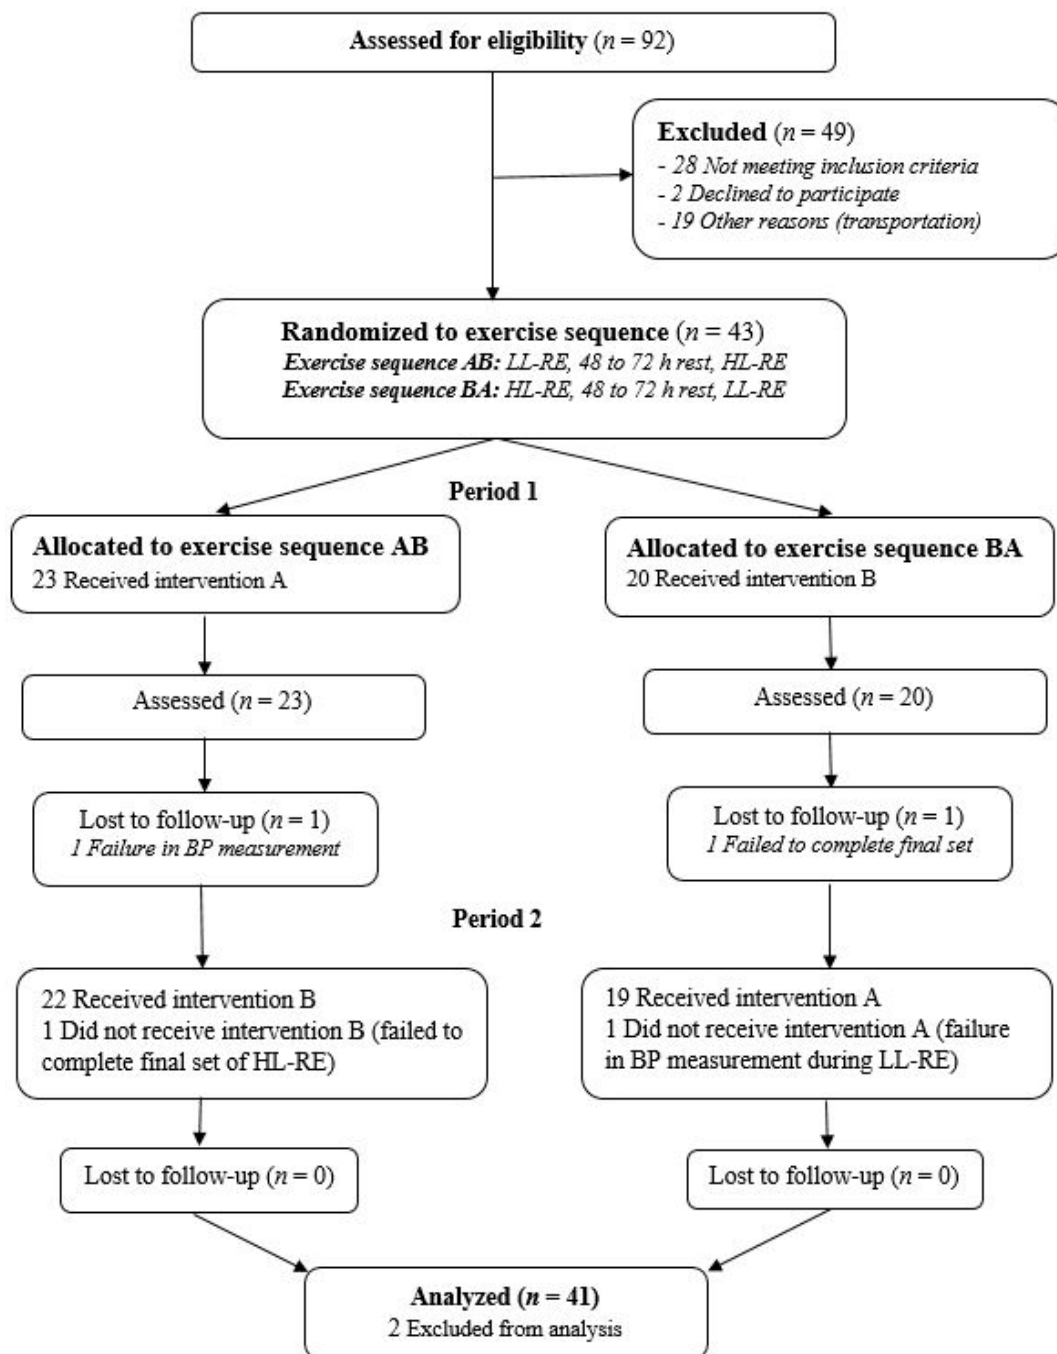 Assessed for eligibility (n = 92)
Excluded (n = 49)
- 28 Not meeting inclusion criteria
- 2 Declined to participate
- 19 Other reasons (transportation)
Randomized to exercise sequence (n = 43)
Exercise sequence AB: LL-RE, 48 to 72 h rest, HL-RE
Exercise sequence BA: HL-RE, 48 to 72 h rest, LL-RE
Period 1
Allocated to exercise sequence AB
23 Received intervention A
Allocated to exercise sequence BA
20 Received intervention B
Assessed (n = 23)
Assessed (n = 20)
Lost to follow-up (n = 1)
1 Failure in BP measurement
Lost to follow-up (n = 1)
1 Failed to complete final set
Period 2
22 Received intervention B
1 Did not receive intervention B (failed to
complete final set of HL-RE)
19 Received intervention A
1 Did not receive intervention A (failure
in BP measurement during LL-RE)
Lost to follow-up (n = 0)
Lost to follow-up (n = 0)
Analyzed (n = 41)
2 Excluded from analysis